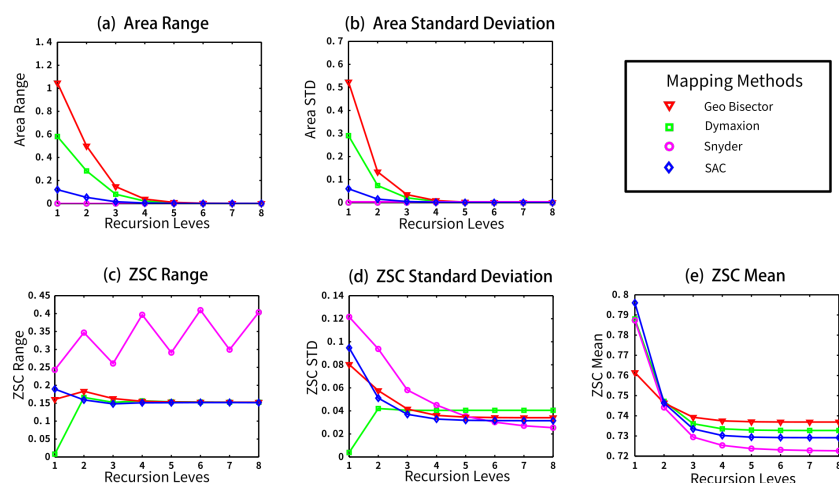 (a) Area Range
1.4
1.2
1
0.8
0.6
0.4
0.2
0
Area Range
1 2 3 4 5 6 7 8
Recursion Leves
(b) Area Standard Deviation
0.7
0.6
0.5
0.4
0.3
0.2
0.1
0
Area STD
1 2 3 4 5 6 7 8
Recursion Leves
Mapping Methods
Geo Bisector
Dymaxion
Snyder
SAC
(c) ZSC Range
0.45
0.4
0.35
0.3
0.25
0.2
0.15
0.1
0.05
0
ZSC Range
1 2 3 4 5 6 7 8
Recursion Leves
(d) ZSC Standard Deviation
0.14
0.12
0.1
0.08
0.06
0.04
0.02
0
ZSC STD
1 2 3 4 5 6 7 8
Recursion Leves
(e) ZSC Mean
0.8
0.79
0.78
0.77
0.76
0.75
0.74
0.73
0.72
ZSC Mean
1 2 3 4 5 6 7 8
Recursion Leves